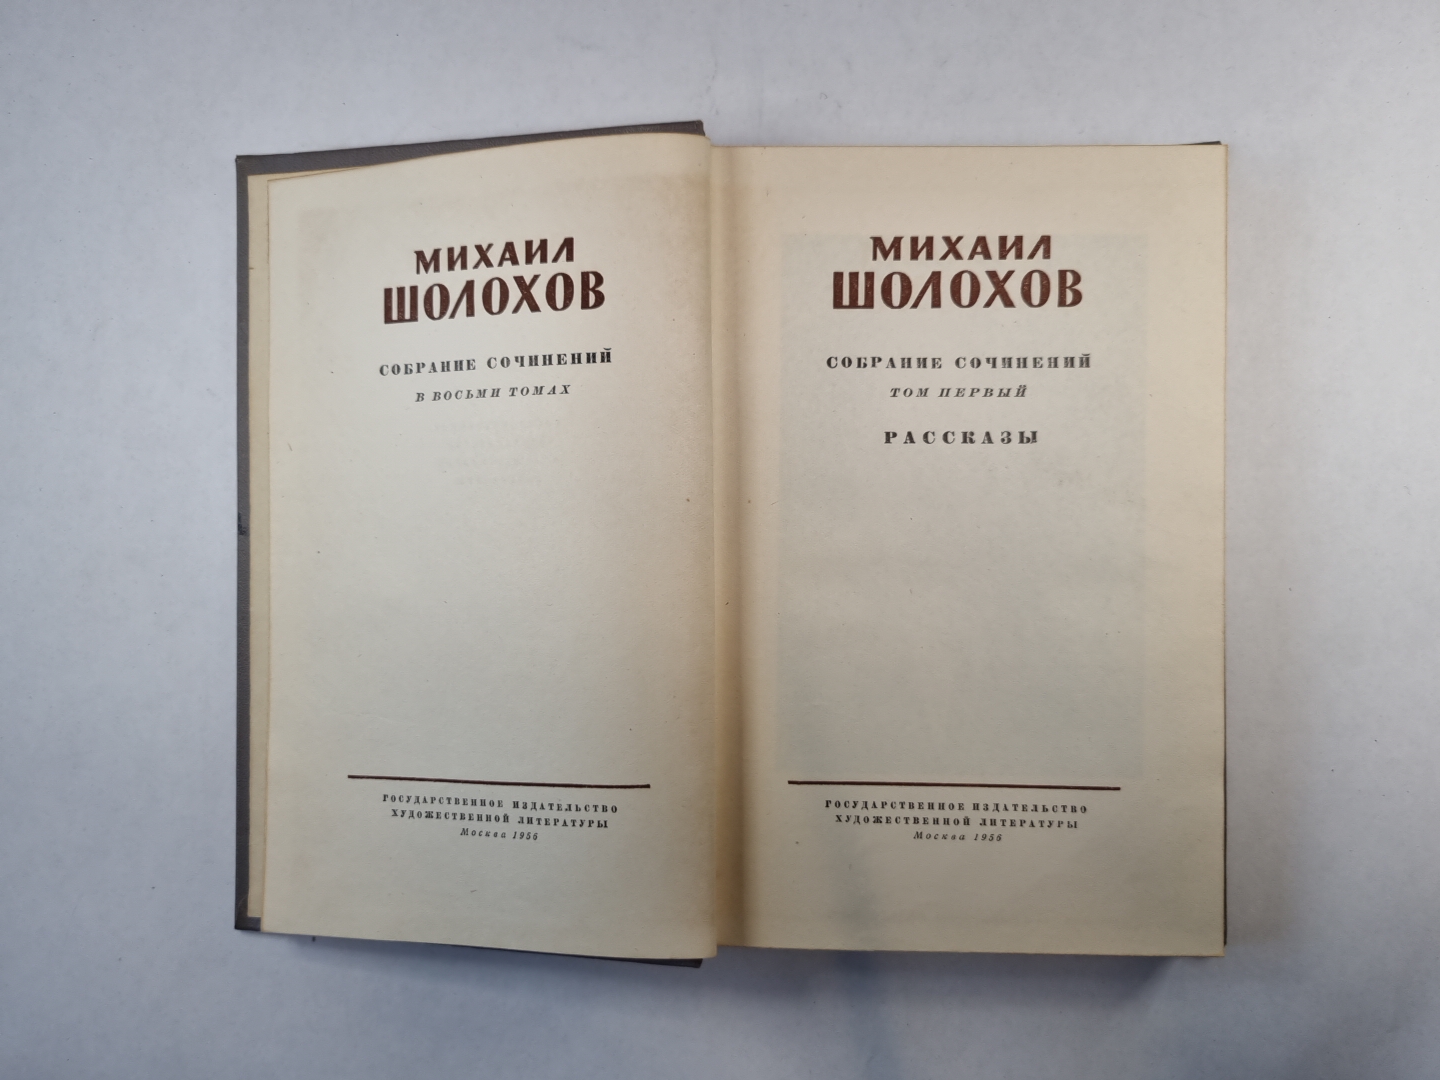 МИХАИЛ
ШОЛОХОВ
СОБРАНИЕ СОЧИНЕНИЙ
В ВОСЬМИ ТОМАХ
ГОСУДАРСТВЕННОЕ ИЗДАТЕЛЬСТВО
ХУДОЖЕСТВЕННОЙ ЛИТЕРАТУРЫ
Москва 1956
МИХАИЛ
ШОЛОХОВ
СОБРАНИЕ СОЧИНЕНИЙ
ТОМ ПЕРВЫЙ
РАССКАЗЫ
ГОСУДАРСТВЕННОЕ ИЗДАТЕЛЬСТВО
ХУДОЖЕСТВЕННОЙ ЛИТЕРАТУРЫ
Москва 1956